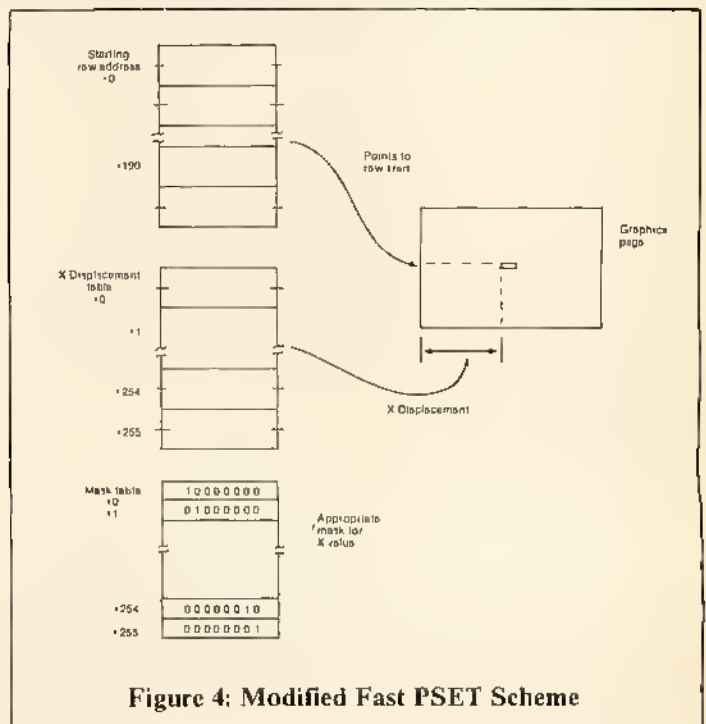 Starting
row address
+0
+199
Points to
row start
Graphics
page
X Displacement
table
+0
+1
+254
+255
X Displacement
Mask table
+0
+1
10000000
01000000
Appropriate
mask for
X value
+254
+255
00000010
00000001
Figure 4: Modified Fast PSET Scheme